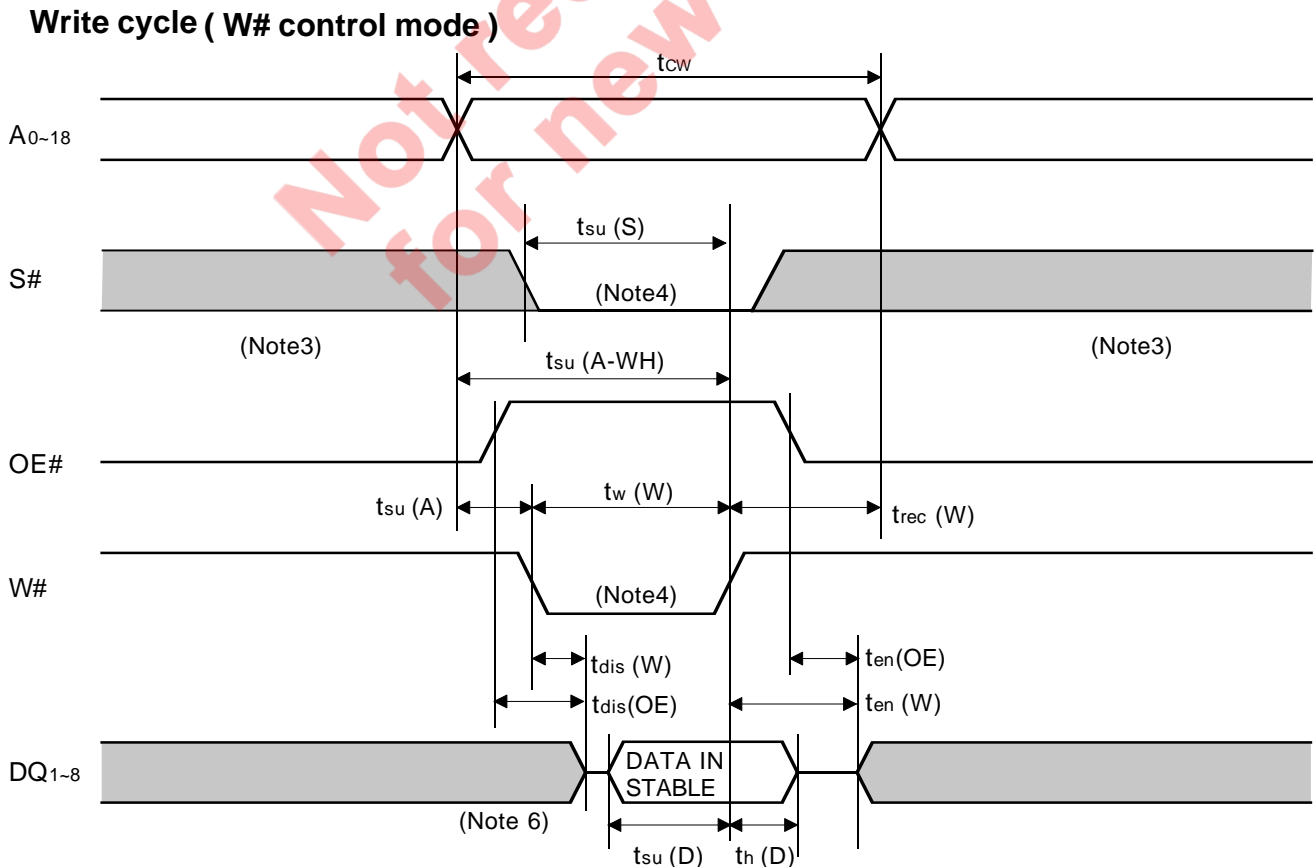 Write cycle ( W# control mode )
Not re
for new
tCW
A0~18
tsu (S)
S#
(Note4)
(Note3)
(Note3)
tsu (A-WH)
OE#
tsu (A)
tw (W)
trec (W)
W#
(Note4)
tdis (W)
ten(OE)
tdis(OE)
ten (W)
DQ1~8
DATA IN
STABLE
(Note 6)
tsu (D)
th (D)